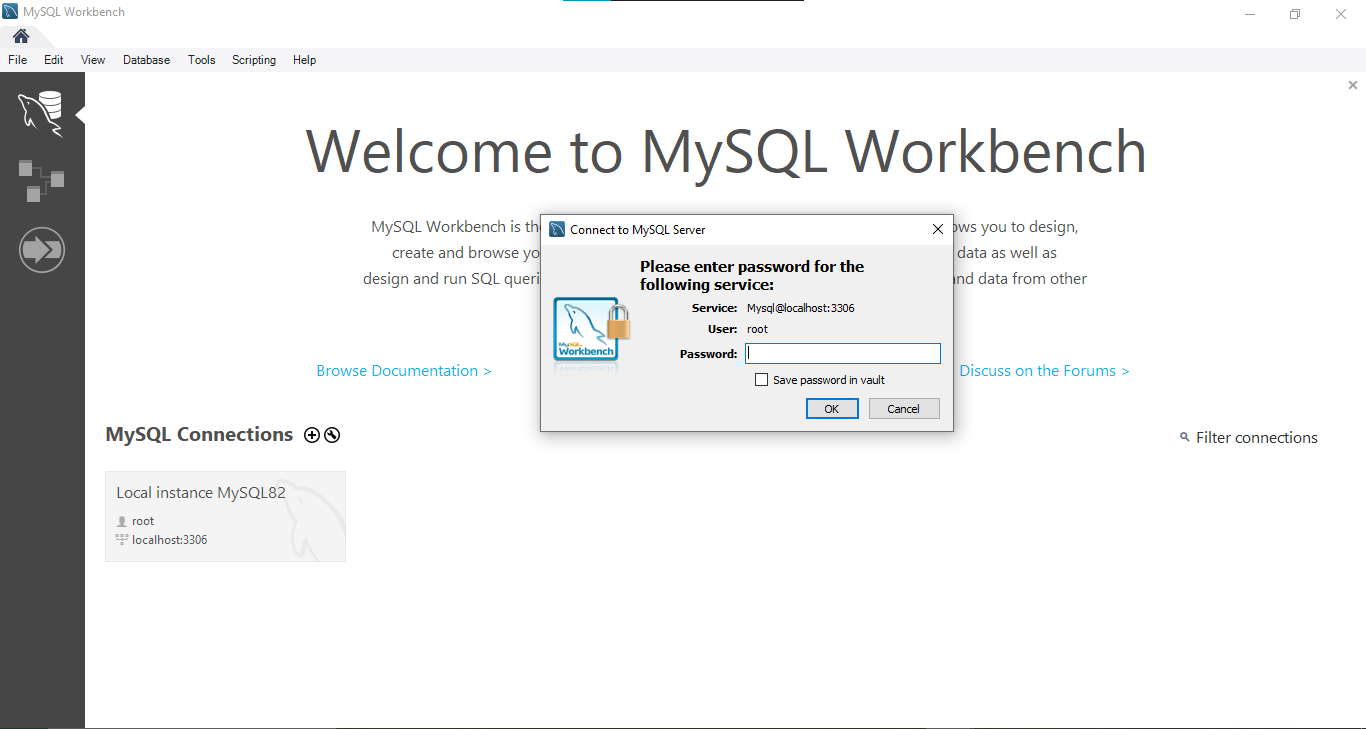 MySQL Workbench
File Edit View Database Tools Scripting Help
Welcome to MySQL Workbench
MySQL Workbench is the
ows you to design,
create and browse yo
data as well as
design and run SQL queri
nd data from other
Browse Documentation >
Discuss on the Forums >
Connect to MySQL Server
Please enter password for the
following service:
Service: Mysql@localhost:3306
User: root
Password:
Save password in vault
OK Cancel
MySQL Workbench
MySQL Connections
Filter connections
Local instance MySQL82
root
localhost:3306